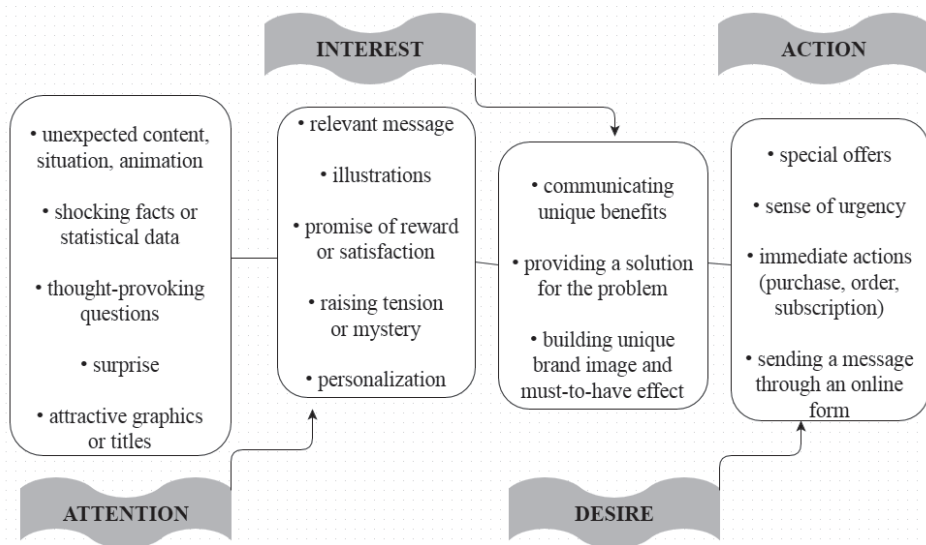 INTEREST
ACTION
• unexpected content,
situation, animation
• shocking facts or
statistical data
• thought-provoking
questions
• surprise
• attractive graphics
or titles
• relevant message
• illustrations
• promise of reward
or satisfaction
• raising tension
or mystery
• personalization
• communicating
unique benefits
• providing a solution
for the problem
• building unique
brand image and
must-to-have effect
• special offers
• sense of urgency
• immediate actions
(purchase, order,
subscription)
• sending a message
through an online
form
ATTENTION
DESIRE